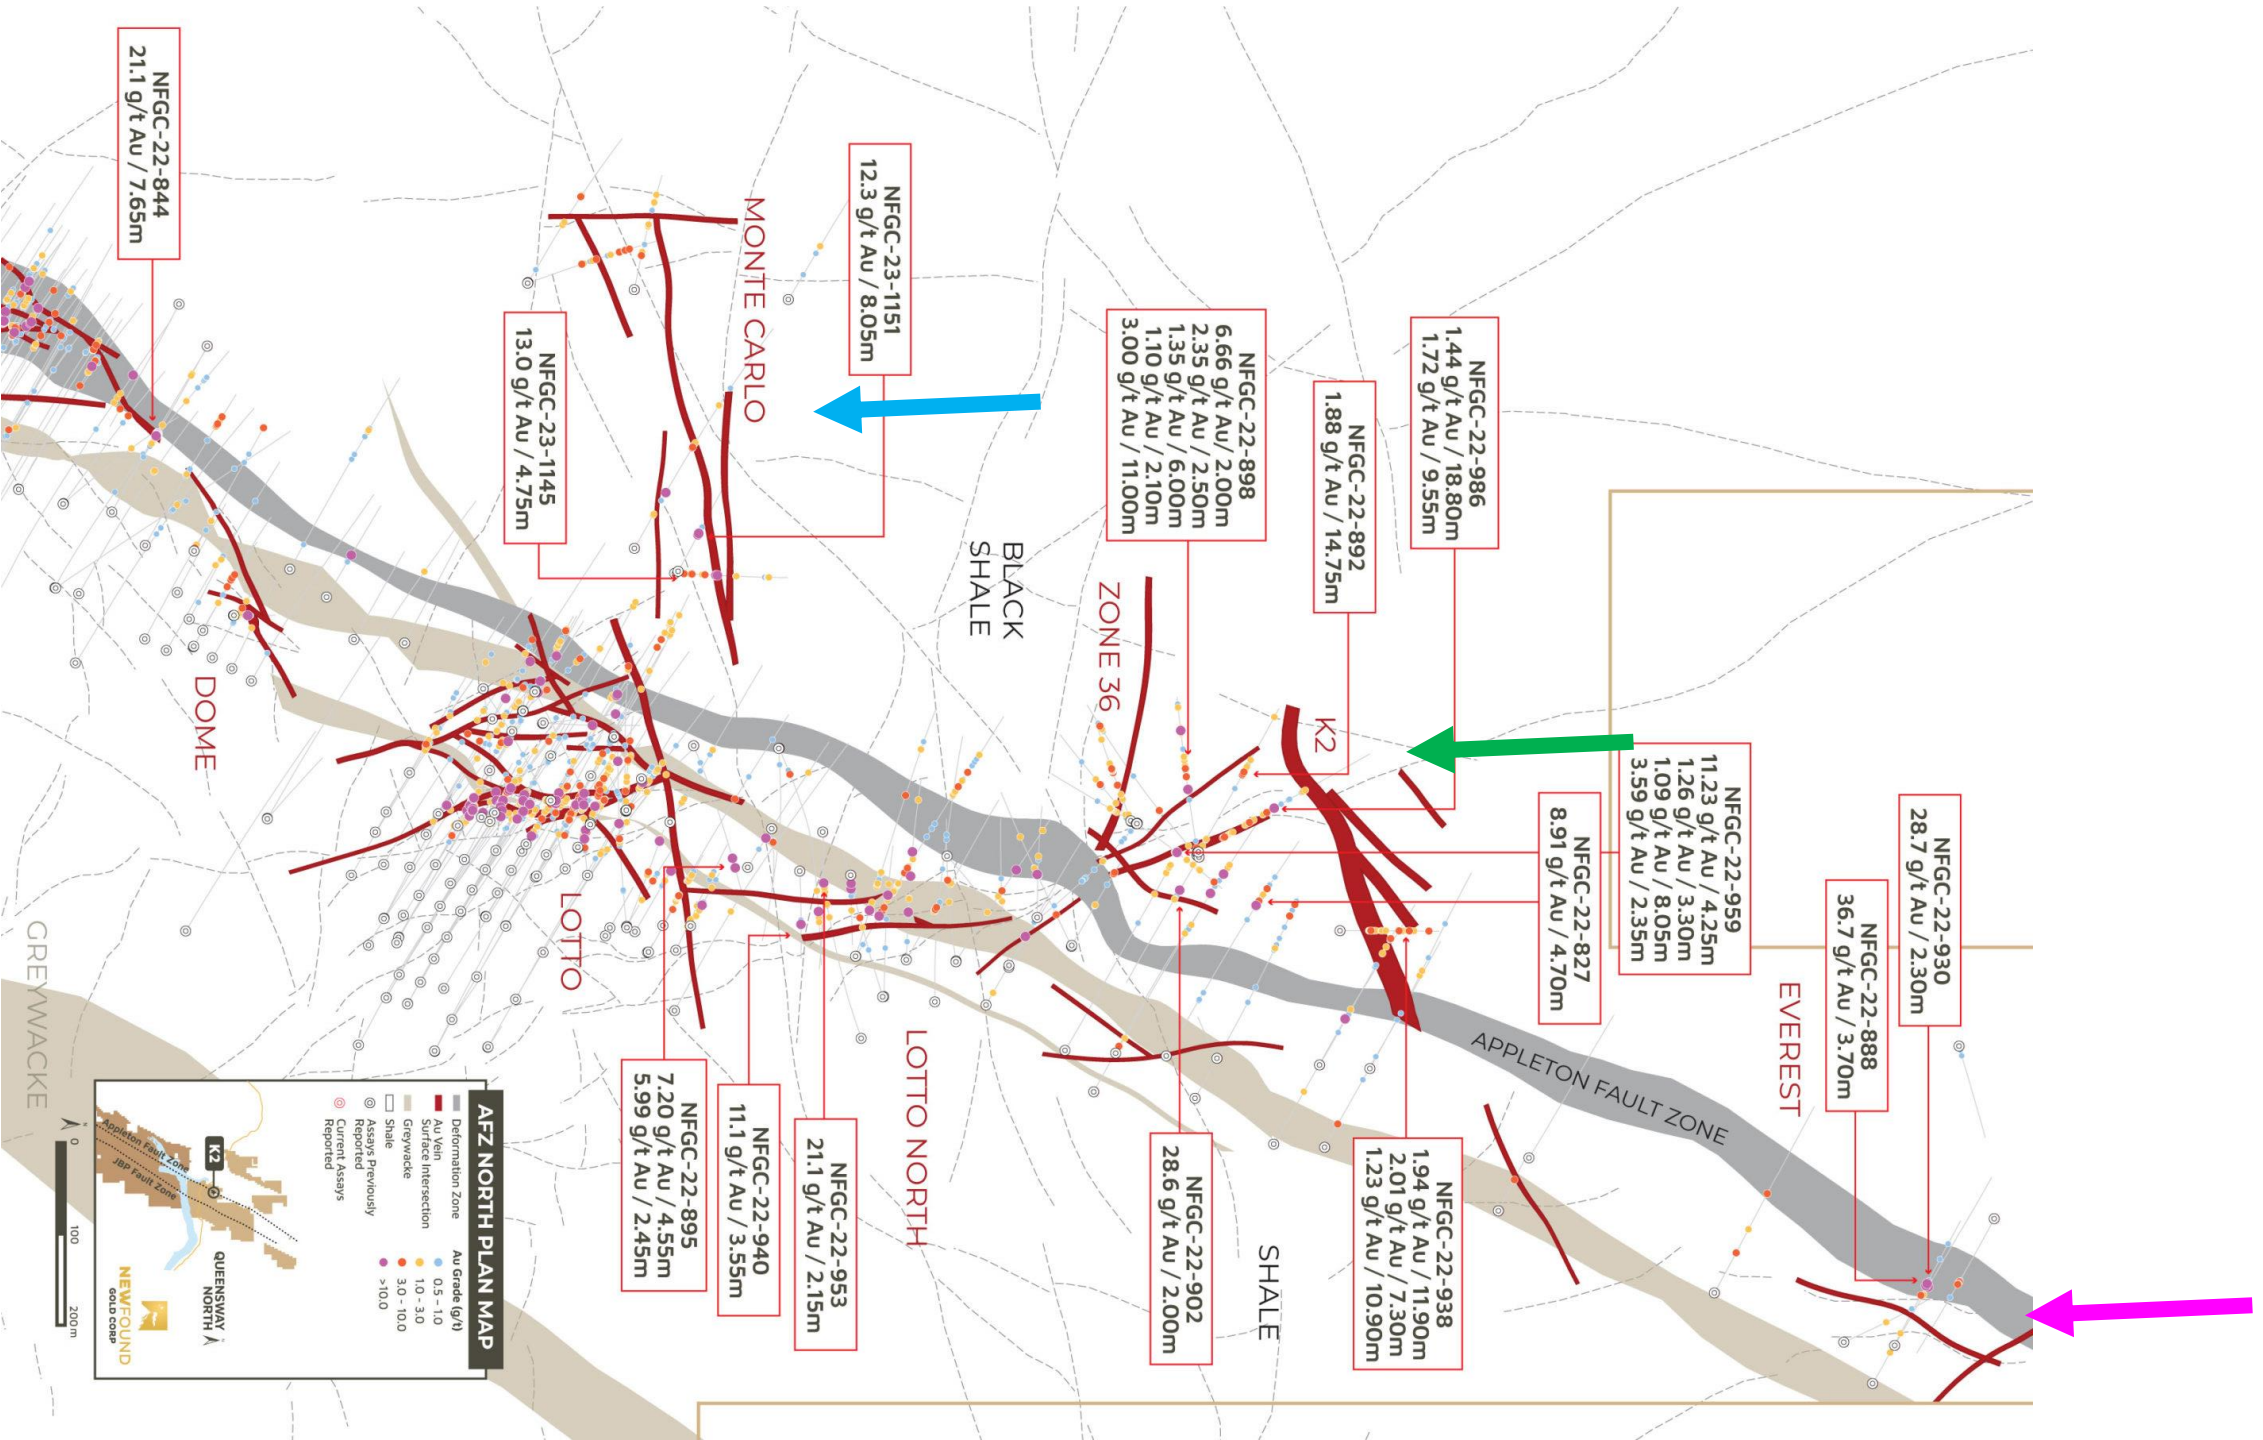 NFGC-22-844
21.1 g/t Au / 7.65m
NFGC-23-1151
12.3 g/t Au / 8.05m
MONTE CARLO
NFGC-23-1145
13.0 g/t Au / 4.75m
NFGC-22-898
6.66 g/t Au/ 2.00m
2.35 g/t Au / 2.50m
1.35 g/t Au / 6.00m
1.10 g/t Au / 2.10m
3.00 g/t Au / 11.00m
NFGC-22-986
1.44 g/t Au / 18.80m
1.72 g/t Au / 9.55m
NFGC-22-892
1.88 g/t Au / 14.75m
BLACK
SHALE
ZONE 36
K2
NFGC-22-959
11.23 g/t Au / 4.25m
1.26 g/t Au / 3.30m
1.09 g/t Au / 8.05m
3.59 g/t Au / 2.35m
NFGC-22-827
8.91 g/t Au / 4.70m
NFGC-22-930
28.7 g/t Au / 2.30m
NFGC-22-888
36.7 g/t Au / 3.70m
EVEREST
APPLETON FAULT ZONE
DOME
LOTTO
LOTTO NORTH
GREYWACKE
NFGC-22-895
7.20 g/t Au / 4.55m
5.99 g/t Au / 2.45m
NFGC-22-940
11.1 g/t Au / 3.55m
NFGC-22-953
21.1 g/t Au / 2.15m
NFGC-22-902
28.6 g/t Au / 2.00m
SHALE
NFGC-22-938
1.94 g/t Au / 11.90m
2.01 g/t Au / 7.30m
1.23 g/t Au / 10.90m
AFZ NORTH PLAN MAP
Deformation Zone
Au Vein
Surface Intersection
Greywacke
Shale
Assays Previously
Reported
Current Assays
Reported
Au Grade (g/t)
0.5 - 1.0
1.0 - 3.0
3.0 - 10.0
>10.0
K2
Appleton Fault Zone
JBP Fault Zone
QUEENSWAY
NORTH
NEWFOUND
GOLD CORP
N
0 100 200m